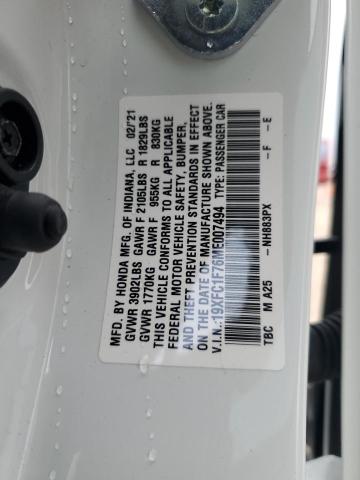 MFD. BY HONDA MFG. OF INDIANA, LLC 02/21
GVWR 3902LBS GAWR F 2105LBS R 1829LBS
GVWR 1770KG GAWR F 955KG R 830KG
THIS VEHICLE CONFORMS TO ALL APPLICABLE
FEDERAL MOTOR VEHICLE SAFETY, BUMPER,
AND THEFT PREVENTION STANDARDS IN EFFECT
ON THE DATE OF MANUFACTURE SHOWN ABOVE.
V.I.N.:19XFC1F76ME007494 TYPE: PASSENGER CAR
-NH883PX -F -E
TBC M A25